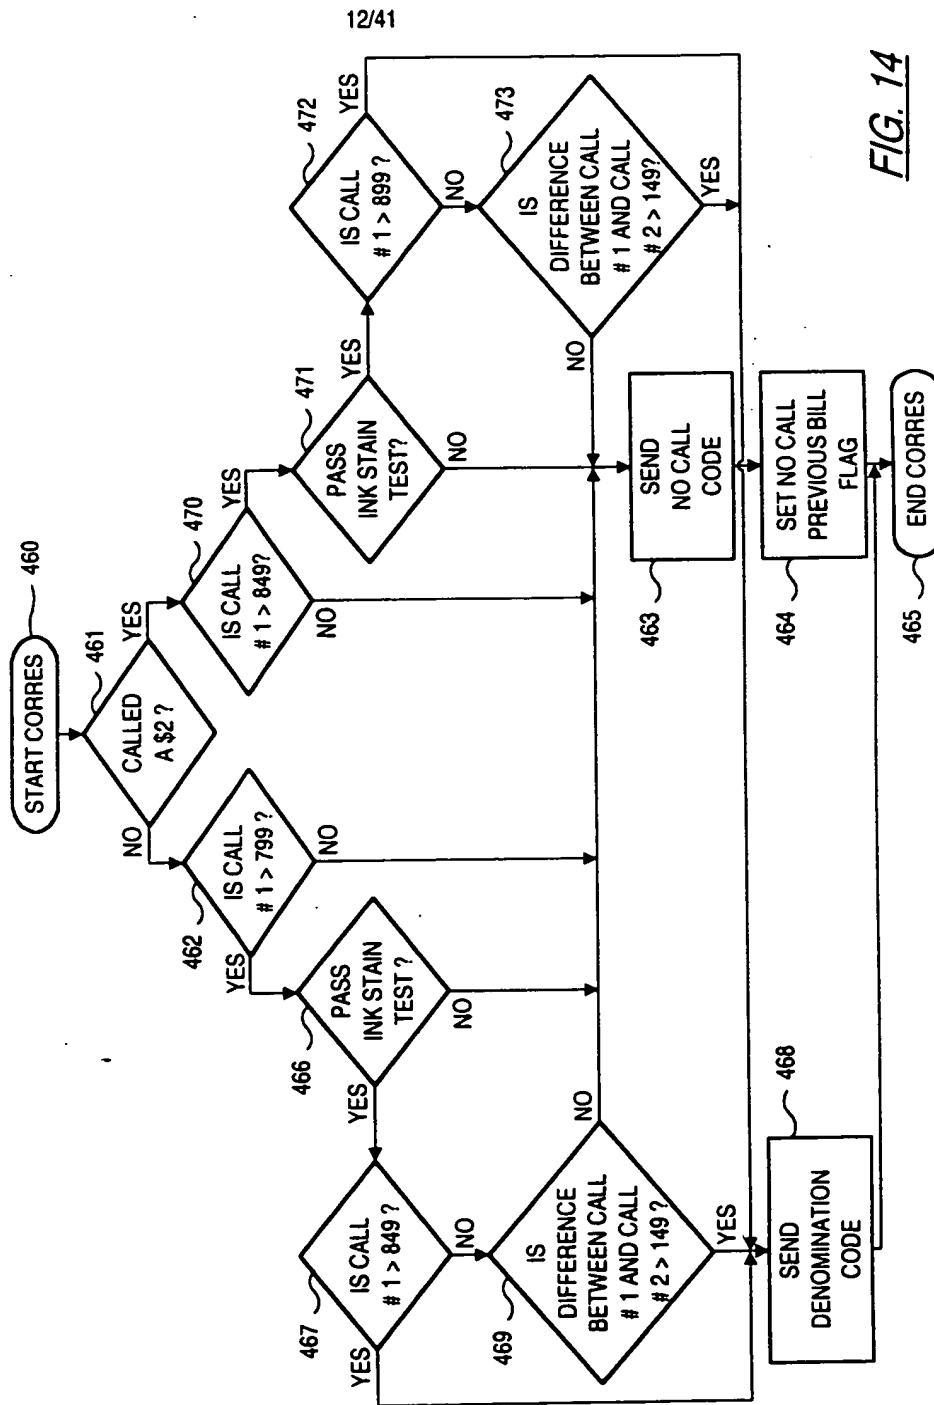 12/41
START CORRES
460
CALLED
A $2 ?
461
NO
YES
IS CALL
# 1 > 799 ?
462
YES
NO
IS CALL
# 1 > 849?
470
YES
NO
PASS
INK STAIN
TEST ?
466
YES
NO
PASS
INK STAIN
TEST?
471
YES
NO
IS CALL
# 1 > 849 ?
467
YES
NO
IS CALL
# 1 > 899 ?
472
YES
NO
IS
DIFFERENCE
BETWEEN CALL
# 1 AND CALL
# 2 > 149 ?
469
NO
YES
IS
DIFFERENCE
BETWEEN CALL
# 1 AND CALL
# 2 > 149?
473
NO
YES
SEND
NO CALL
CODE
463
SEND
DENOMINATION
CODE
468
SET NO CALL
PREVIOUS BILL
FLAG
464
END CORRES
465
FIG. 14